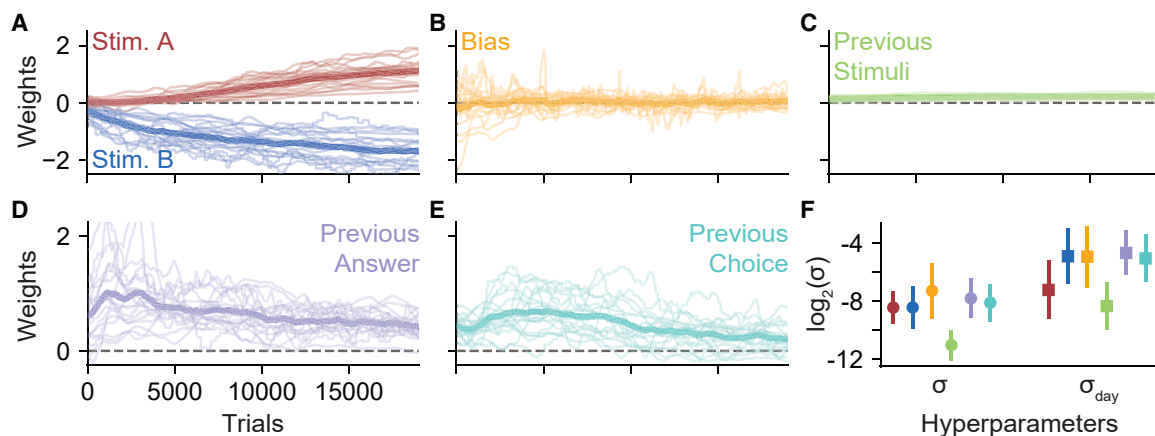 A
Weights
2
0
−2
Stim. A
Stim. B
B
Bias
C
Previous
Stimuli
D
Weights
2
0
Previous
Answer
0
5000
10000
15000
Trials
E
Previous
Choice
F
log2(σ)
-4
-8
-12
σ
σday
Hyperparameters